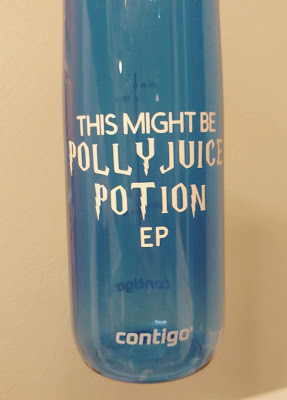 THIS MIGHT BE
POLLYJUICE
POTION
EP
contigo